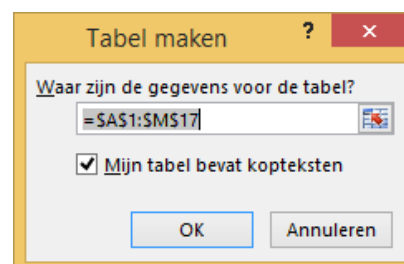 Tabel maken ? ×
Waar zijn de gegevens voor de tabel?
=$A$1:$M$17
Mijn tabel bevat kopteksten
OK Annuleren